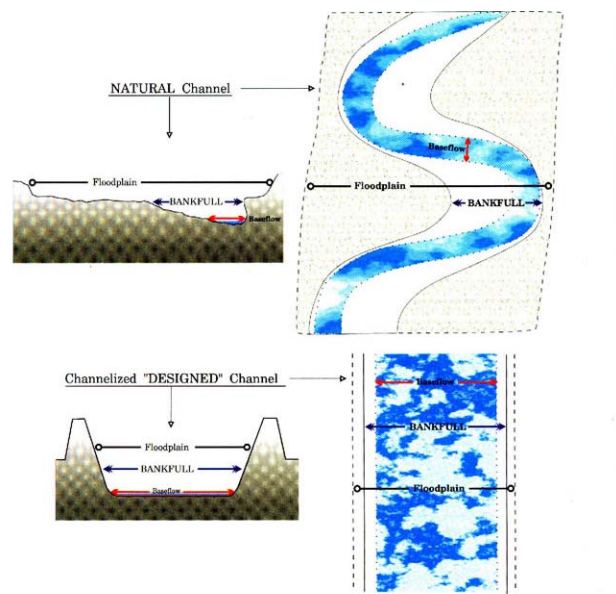 NATURAL Channel
Baseflow
Floodplain
BANKFULL
Baseflow
Floodplain
BANKFULL
Channelized "DESIGNED" Channel
Baseflow
Floodplain
BANKFULL
BANKFULL
Baseflow
Floodplain